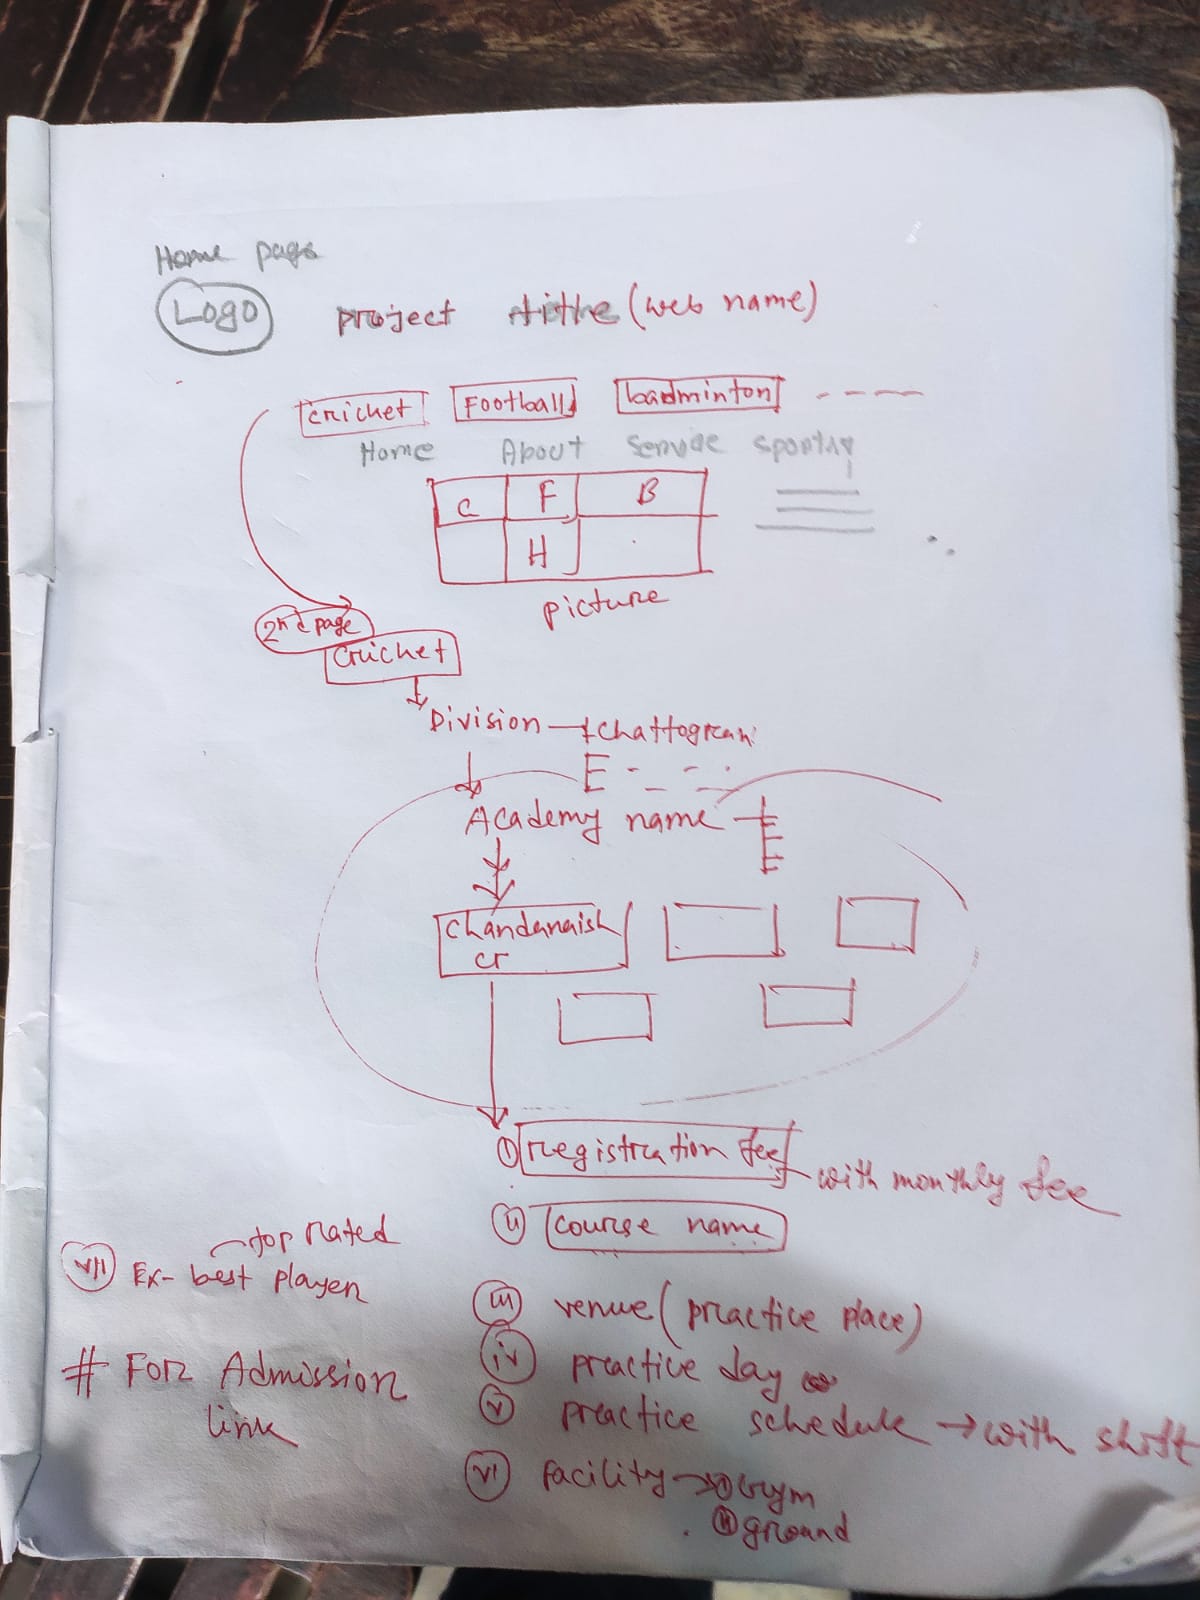 Home page
Logo
project tithe (web name)
Cricket Football badminton ----
Home About Service Sporting
C F B
H
picture
2nd page
Cricket
Division Chattogram
Academy name
Chandanaish
cr
i registration fee with monthly fee
ii course name
top rated
vii Ex- best player
iii venue (practice place)
iv practice day
# For Admission
link
v practice schedule → with shift
vi facility → i Gym
ii ground